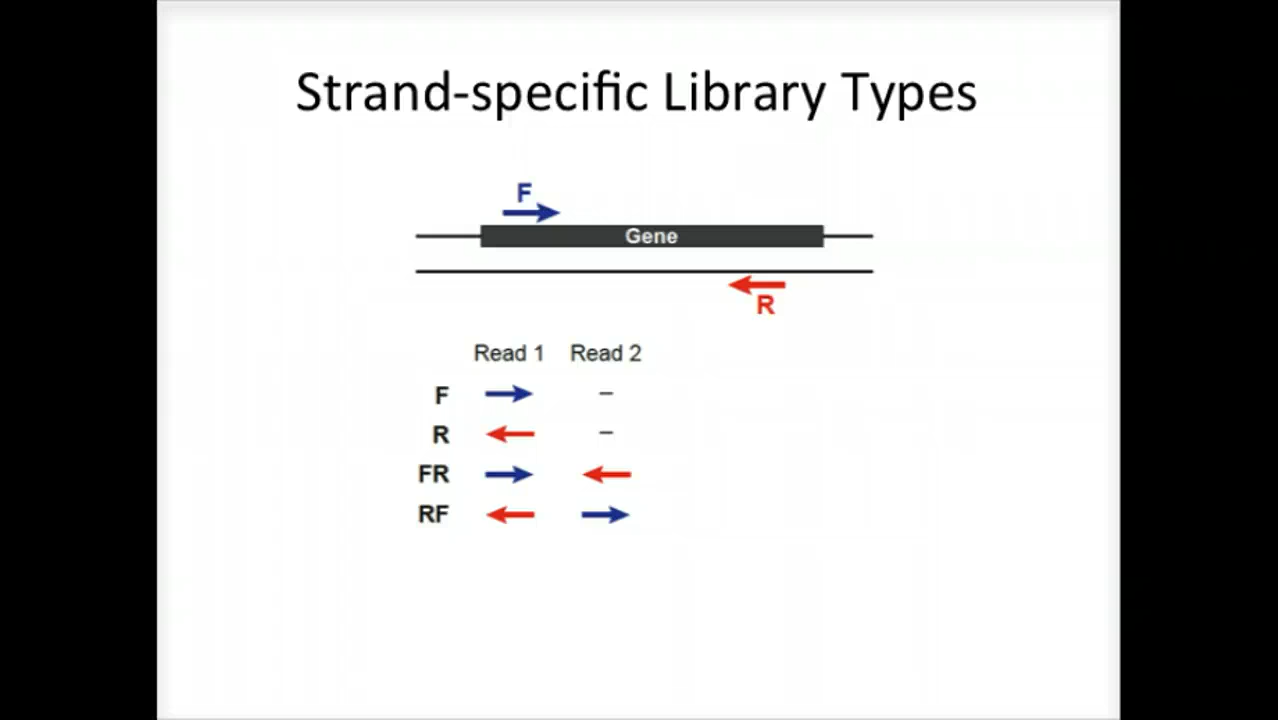 Strand-specific Library Types
F
Gene
R
Read 1 Read 2
F –
R –
FR
RF